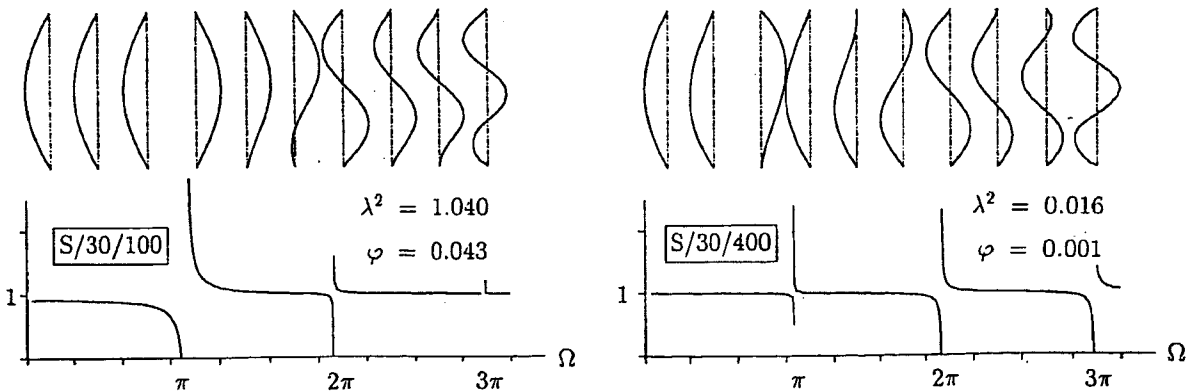 λ² = 1.040
S/30/100
φ = 0.043
1
π
2π
3π
Ω
λ² = 0.016
S/30/400
φ = 0.001
1
π
2π
3π
Ω